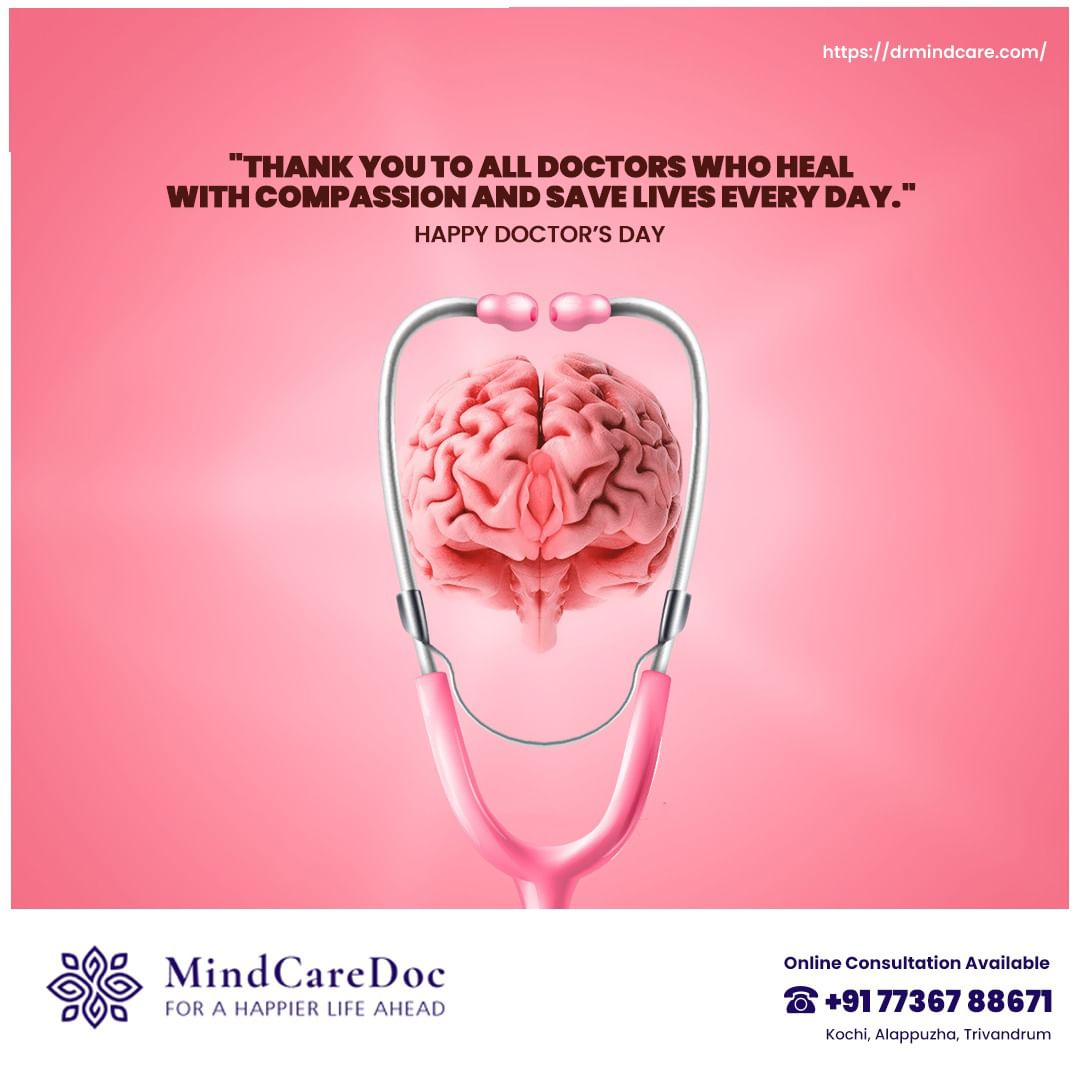 https://drmindcare.com/
"THANK YOU TO ALL DOCTORS WHO HEAL
WITH COMPASSION AND SAVE LIVES EVERY DAY."
HAPPY DOCTOR’S DAY
MindCareDoc
FOR A HAPPIER LIFE AHEAD
Online Consultation Available
+91 77367 88671
Kochi, Alappuzha, Trivandrum